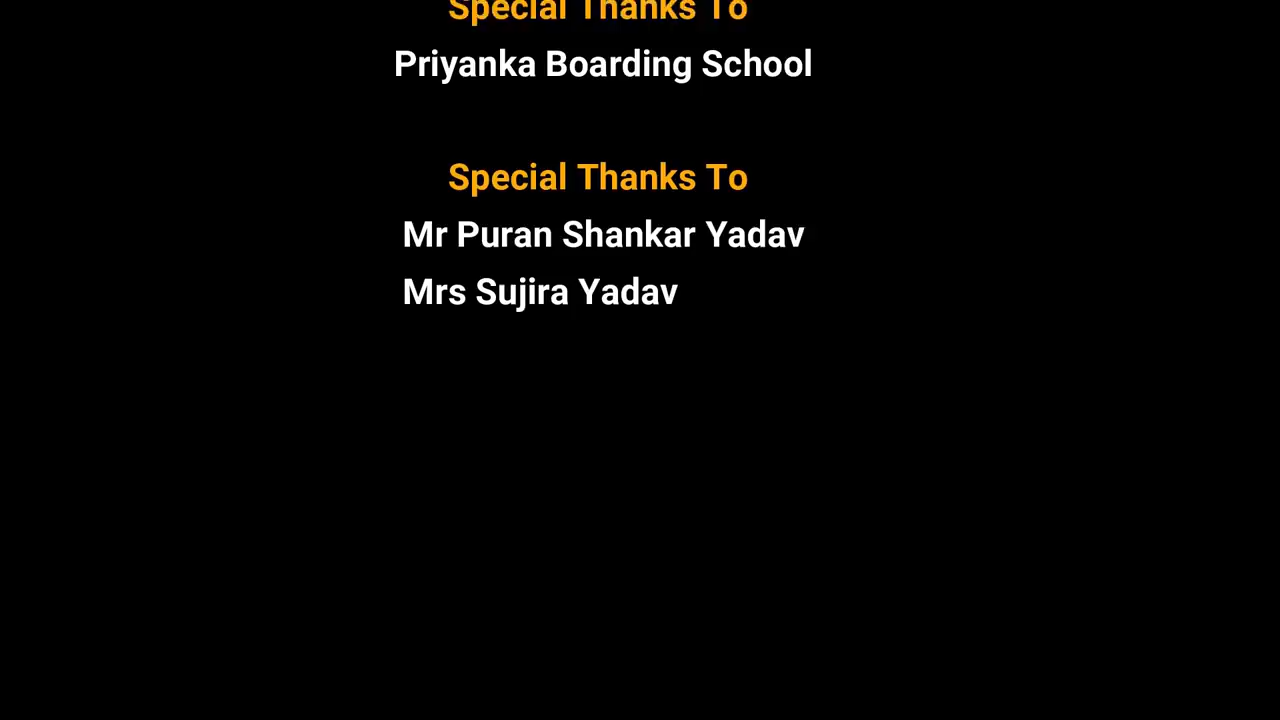 Special Thanks To
Priyanka Boarding School
Special Thanks To
Mr Puran Shankar Yadav
Mrs Sujira Yadav